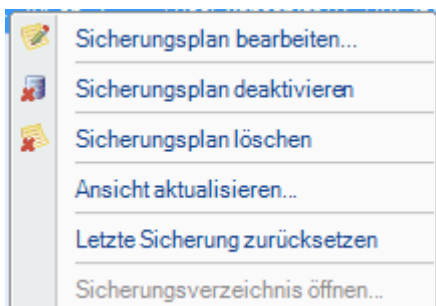 Sicherungsplan bearbeiten...
Sicherungsplan deaktivieren
Sicherungsplan löschen
Ansicht aktualisieren...
Letzte Sicherung zurücksetzen
Sicherungsverzeichnis öffnen...